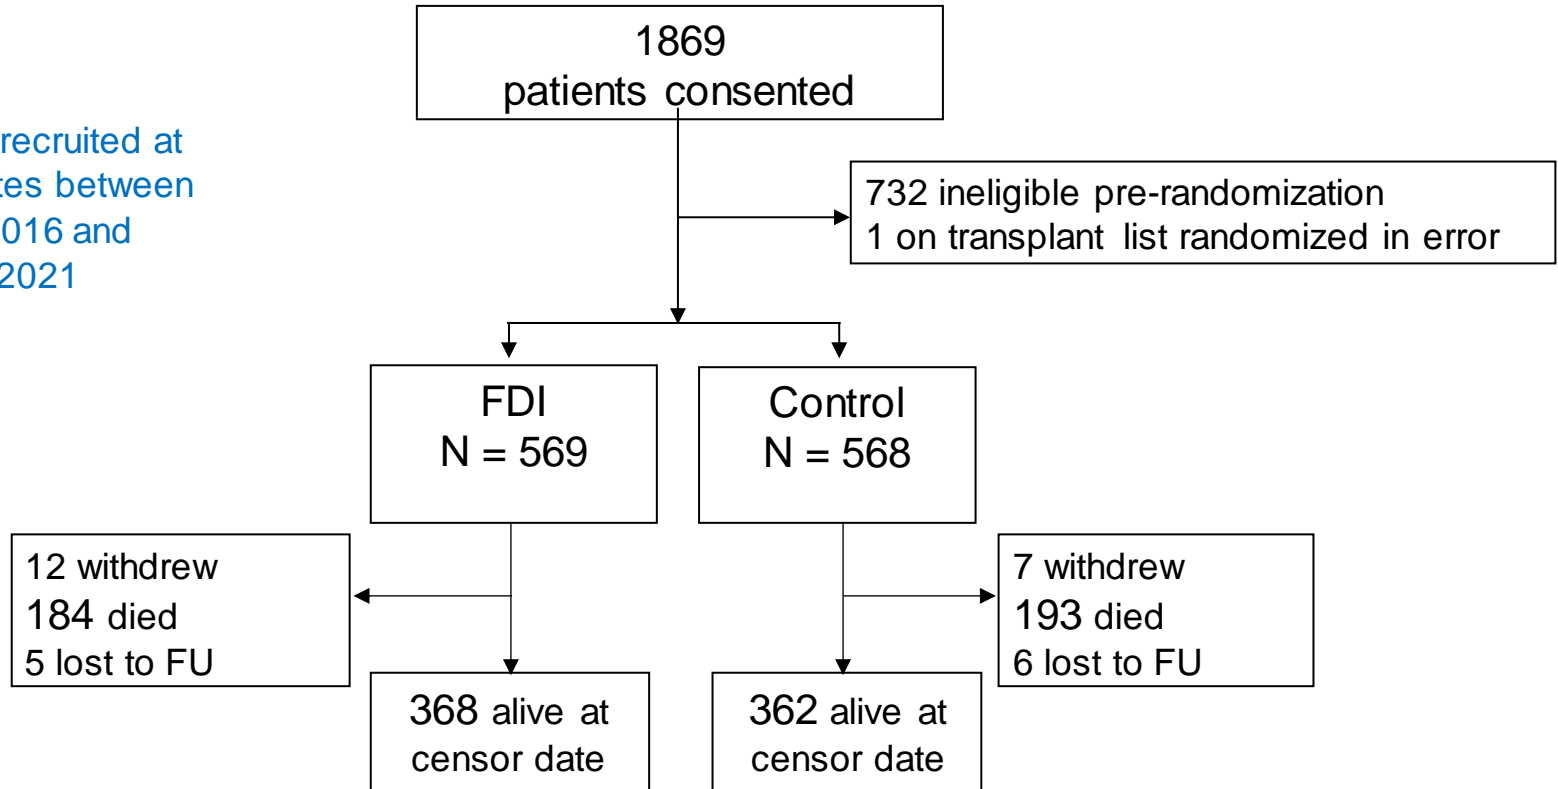 1869
patients consented
recruited at
between
016 and
2021
732 ineligible pre-randomization
1 on transplant list randomized in error
FDI
N = 569
Control
N = 568
12 withdrew
184 died
5 lost to FU
7 withdrew
193 died
6 lost to FU
368 alive at
censor date
362 alive at
censor date